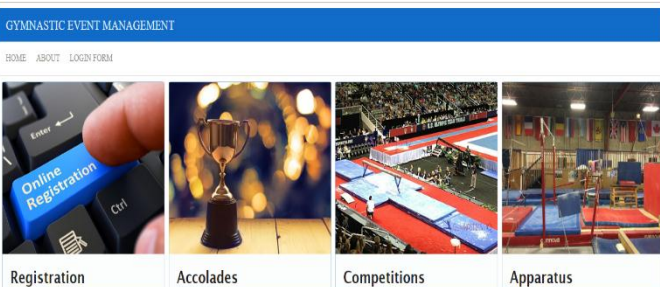 GYMNASTIC EVENT MANAGEMENT
HOME ABOUT LOGIN FORM
Enter
Online
Registration
Ctrl
Registration
Accolades
Competitions
Apparatus